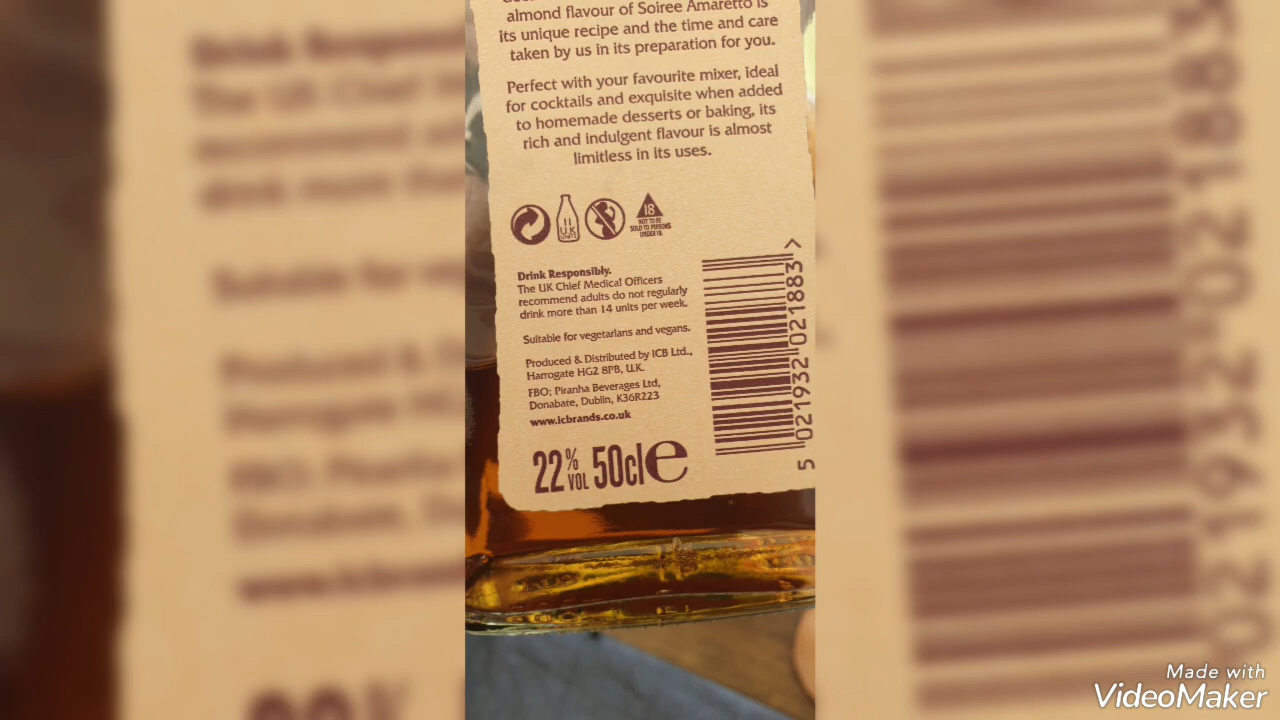 almond flavour of Soiree Amaretto is
its unique recipe and the time and care
taken by us in its preparation for you.
Perfect with your favourite mixer, ideal
for cocktails and exquisite when added
to homemade desserts or baking, its
rich and indulgent flavour is almost
limitless in its uses.
UK
UNITS
18
NOT TO BE
SOLD TO PERSONS
UNDER 18
Drink Responsibly.
The UK Chief Medical Officers
recommend adults do not regularly
drink more than 14 units per week.
Suitable for vegetarians and vegans.
Produced & Distributed by ICB Ltd.,
Harrogate HG2 8PB, U.K.
FBO: Piranha Beverages Ltd,
Donabate, Dublin, K36R223
www.icbrands.co.uk
22% VOL 50cl e
5 021932 021883 >
Made with
VideoMaker